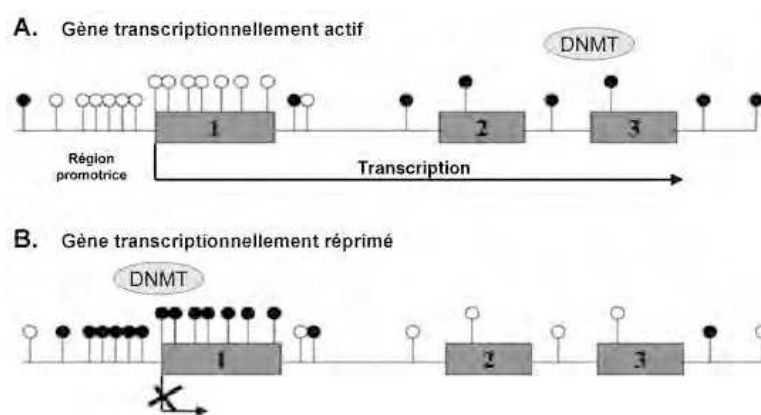 A. Gène transcriptionnellement actif
DNMT
1
2
3
Région
promotrice
Transcription
B. Gène transcriptionnellement réprimé
DNMT
1
2
3